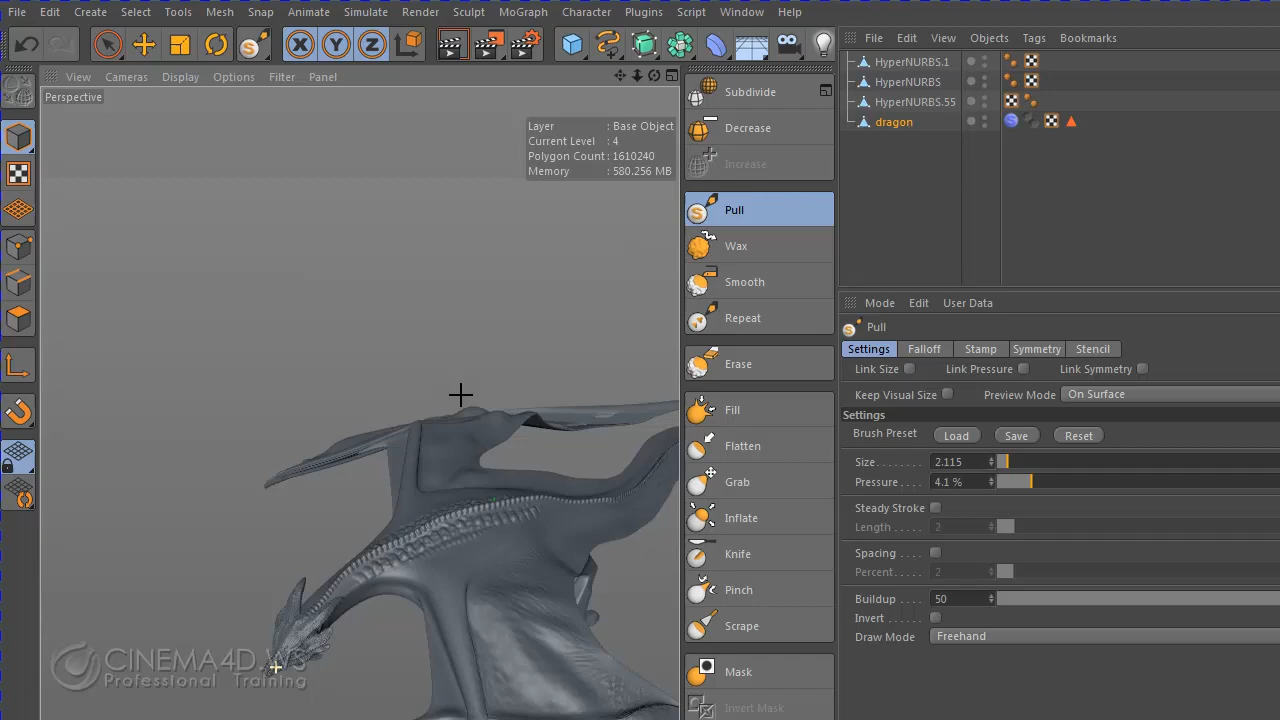 File Edit Create Select Tools Mesh Snap Animate Simulate Render Sculpt MoGraph Character Plugins Script Window Help
View Cameras Display Options Filter Panel
Perspective
Layer : Base Object
Current Level : 4
Polygon Count : 1610240
Memory : 580.256 MB
CINEMA4D.WS
Professional Training
Subdivide
Decrease
Increase
Pull
Wax
Smooth
Repeat
Erase
Fill
Flatten
Grab
Inflate
Knife
Pinch
Scrape
Mask
Invert Mask
File Edit View Objects Tags Bookmarks
HyperNURBS.1
HyperNURBS
HyperNURBS.55
dragon
Mode Edit User Data
Pull
Settings Falloff Stamp Symmetry Stencil
Link Size Link Pressure Link Symmetry
Keep Visual Size Preview Mode On Surface
Settings
Brush Preset Load Save Reset
Size 2.115
Pressure 4.1 %
Steady Stroke
Length 2
Spacing
Percent 2
Buildup 50
Invert
Draw Mode Freehand